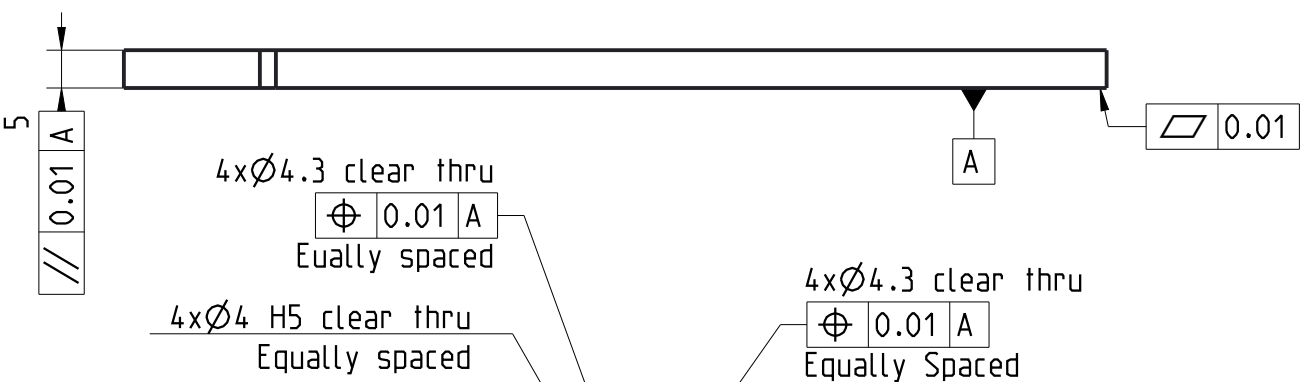 5
// 0.01 A
A
⏥ 0.01
4xØ4.3 clear thru
⌖ 0.01 A
Eually spaced
4xØ4 H5 clear thru
Equally spaced
4xØ4.3 clear thru
⌖ 0.01 A
Equally Spaced